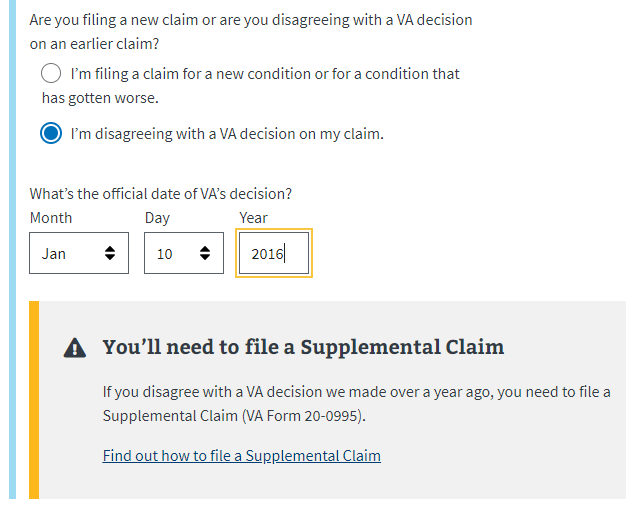 Are you filing a new claim or are you disagreeing with a VA decision
on an earlier claim?
I’m filing a claim for a new condition or for a condition that
has gotten worse.
I’m disagreeing with a VA decision on my claim.
What’s the official date of VA’s decision?
Month Day Year
Jan 10 2016
You’ll need to file a Supplemental Claim
If you disagree with a VA decision we made over a year ago, you need to file a
Supplemental Claim (VA Form 20-0995).
Find out how to file a Supplemental Claim